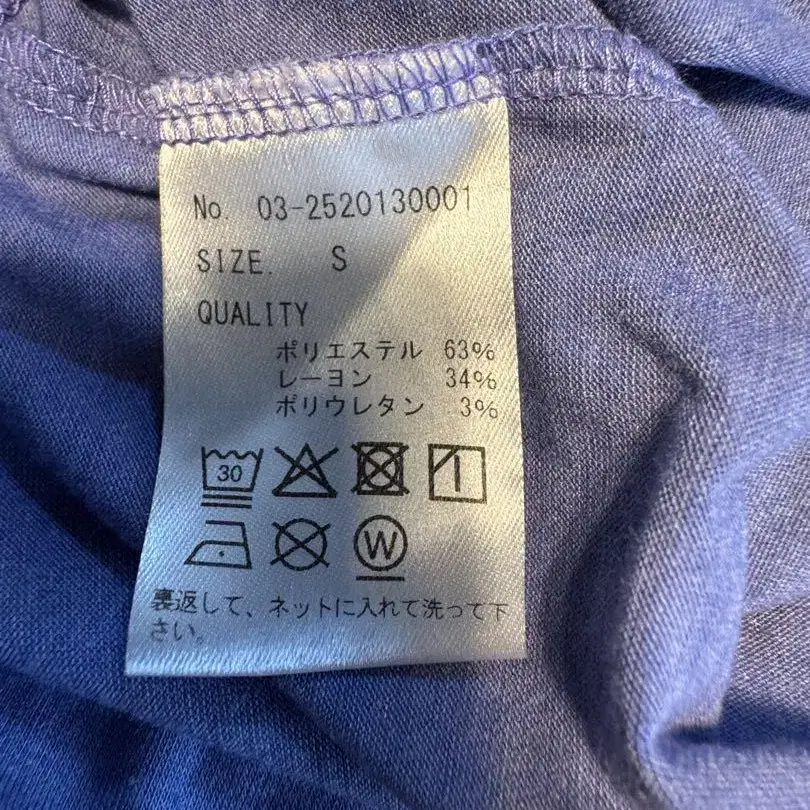 No. 03-2520130001
SIZE. S
QUALITY
ポリエステル 63%
レーヨン 34%
ポリウレタン 3%
30
W
裏返して、ネットに入れて洗って下
さい。